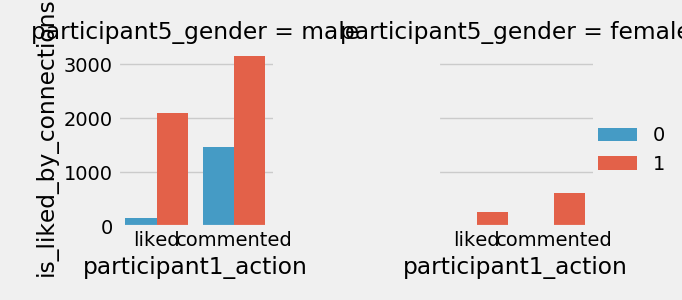 participant5_gender = male
participant5_gender = female
is_liked_by_connections
3000
2000
1000
0
liked
commented
liked
commented
participant1_action
participant1_action
0
1